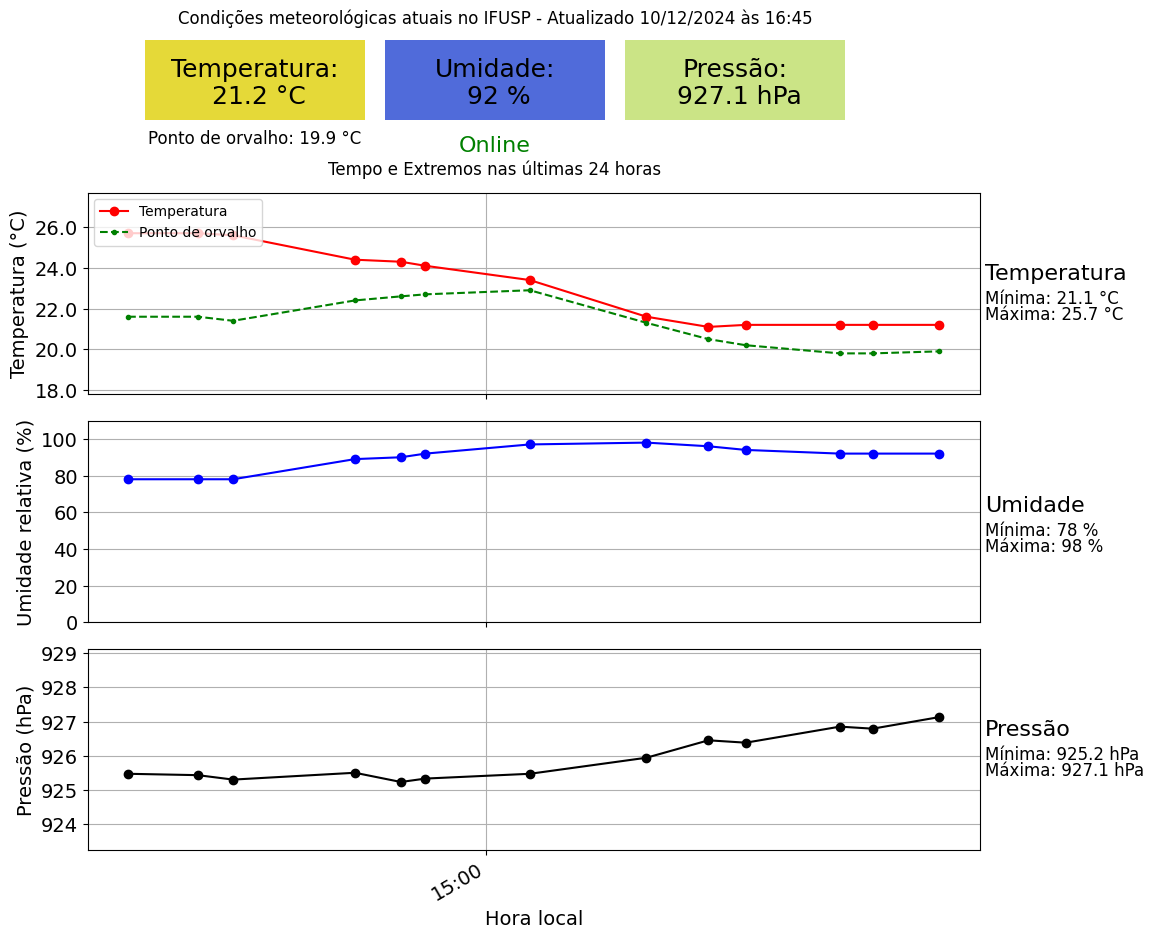 Condições meteorológicas atuais no IFUSP - Atualizado 10/12/2024 às 16:45
Temperatura:
21.2 °C
Umidade:
92 %
Pressão:
927.1 hPa
Ponto de orvalho: 19.9 °C
Online
Tempo e Extremos nas últimas 24 horas
Temperatura (°C)
26.0
24.0
22.0
20.0
18.0
Temperatura
Ponto de orvalho
Temperatura
Mínima: 21.1 °C
Máxima: 25.7 °C
Umidade relativa (%)
100
80
60
40
20
0
Umidade
Mínima: 78 %
Máxima: 98 %
Pressão (hPa)
929
928
927
926
925
924
Pressão
Mínima: 925.2 hPa
Máxima: 927.1 hPa
15:00
Hora local